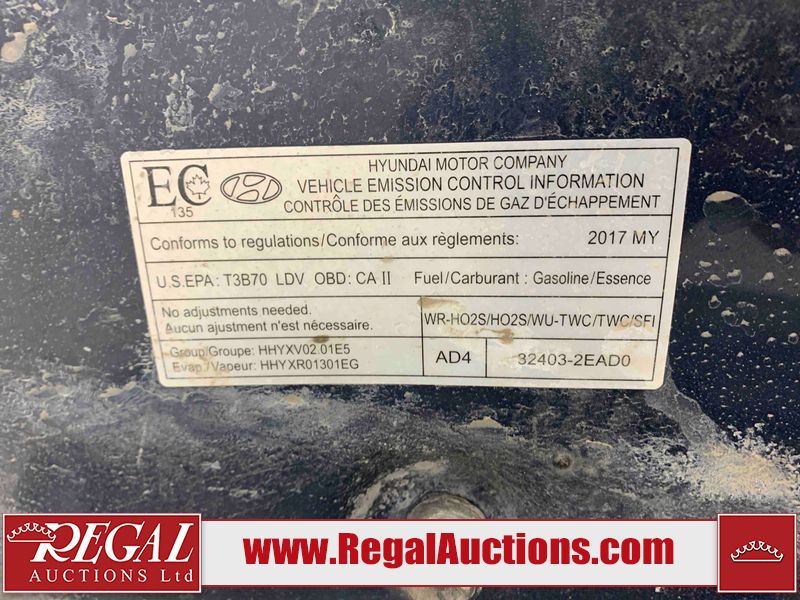 EC
135
HYUNDAI MOTOR COMPANY
VEHICLE EMISSION CONTROL INFORMATION
CONTRÔLE DES ÉMISSIONS DE GAZ D'ÉCHAPPEMENT
Conforms to regulations/Conforme aux règlements: 2017 MY
U.S.EPA: T3B70 LDV OBD: CA II Fuel/Carburant : Gasoline/Essence
No adjustments needed.
Aucun ajustment n'est nécessaire.
WR-HO2S/HO2S/WU-TWC/TWC/SFI
Group/Groupe: HHYXV02.01E5
Evap./Vapeur: HHYXR01301EG
AD4
32403-2EAD0
REGAL
AUCTIONS Ltd
www.RegalAuctions.com